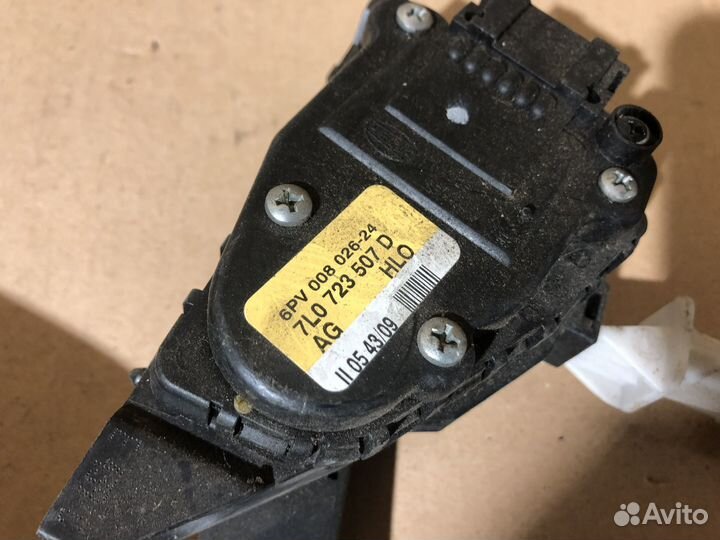 6PV 008 026-24
7L0 723 507 D
AG HLO
II 05 43/09
Avito